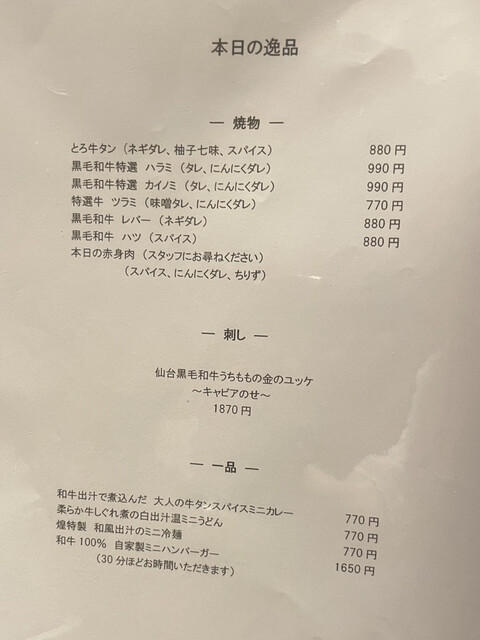 本日の逸品
― 焼物 ―
とろ牛タン (ネギダレ、柚子七味、スパイス) 880円
黒毛和牛特選 ハラミ (タレ、にんにくダレ) 990円
黒毛和牛特選 カイノミ (タレ、にんにくダレ) 990円
特選牛 ツラミ (味噌タレ、にんにくダレ) 770円
黒毛和牛 レバー (ネギダレ) 880円
黒毛和牛 ハツ (スパイス) 880円
本日の赤身肉 (スタッフにお尋ねください)
(スパイス、にんにくダレ、ちりず)
― 刺し ―
仙台黒毛和牛うちももの金のユッケ
~キャビアのせ~
1870円
― 一品 ―
和牛出汁で煮込んだ 大人の牛タンスパイスミニカレー 770円
柔らか牛しぐれ煮の白出汁温ミニうどん 770円
煌特製 和風出汁のミニ冷麺 770円
和牛100% 自家製ミニハンバーガー 1650円
(30分ほどお時間いただきます)